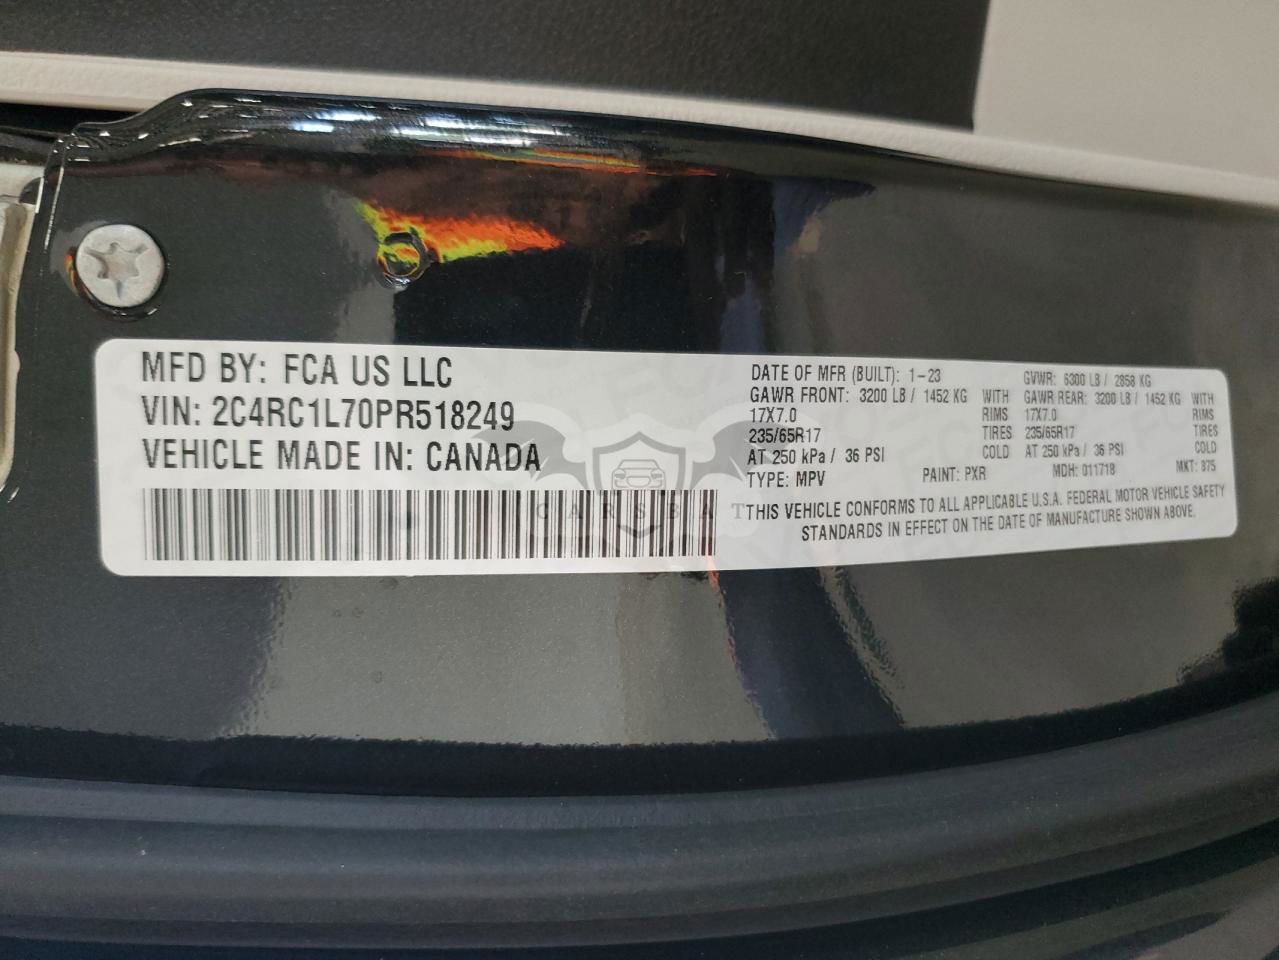 MFD BY: FCA US LLC
VIN: 2C4RC1L70PR518249
VEHICLE MADE IN: CANADA
DATE OF MFR (BUILT): 1-23 GVWR: 6300 LB / 2858 KG
GAWR FRONT: 3200 LB / 1452 KG WITH GAWR REAR: 3200 LB / 1452 KG WITH
17X7.0 RIMS 17X7.0 RIMS
235/65R17 TIRES 235/65R17 TIRES
AT 250 kPa / 36 PSI COLD AT 250 kPa / 36 PSI COLD
TYPE: MPV PAINT: PXR MDH: 011718 MKT: 875
THIS VEHICLE CONFORMS TO ALL APPLICABLE U.S.A. FEDERAL MOTOR VEHICLE SAFETY
STANDARDS IN EFFECT ON THE DATE OF MANUFACTURE SHOWN ABOVE.
CARSBAT